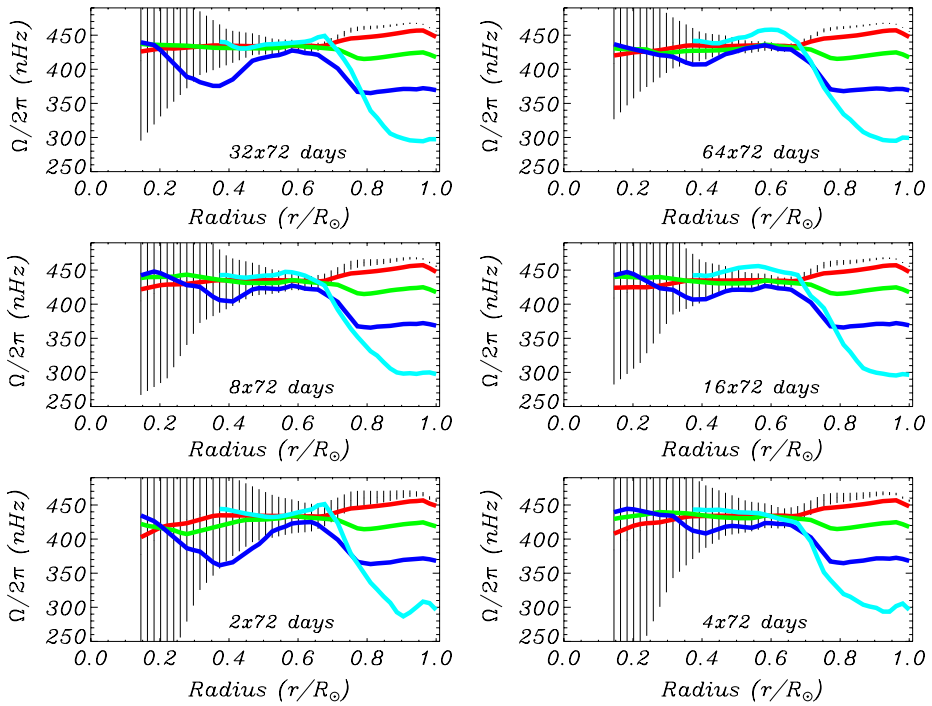 450
400
350
300
250
Ω/2π (nHz)
32x72 days
0.0 0.2 0.4 0.6 0.8 1.0
Radius (r/R⊙)
450
400
350
300
250
Ω/2π (nHz)
64x72 days
0.0 0.2 0.4 0.6 0.8 1.0
Radius (r/R⊙)
450
400
350
300
250
Ω/2π (nHz)
8x72 days
0.0 0.2 0.4 0.6 0.8 1.0
Radius (r/R⊙)
450
400
350
300
250
Ω/2π (nHz)
16x72 days
0.0 0.2 0.4 0.6 0.8 1.0
Radius (r/R⊙)
450
400
350
300
250
Ω/2π (nHz)
2x72 days
0.0 0.2 0.4 0.6 0.8 1.0
Radius (r/R⊙)
450
400
350
300
250
Ω/2π (nHz)
4x72 days
0.0 0.2 0.4 0.6 0.8 1.0
Radius (r/R⊙)